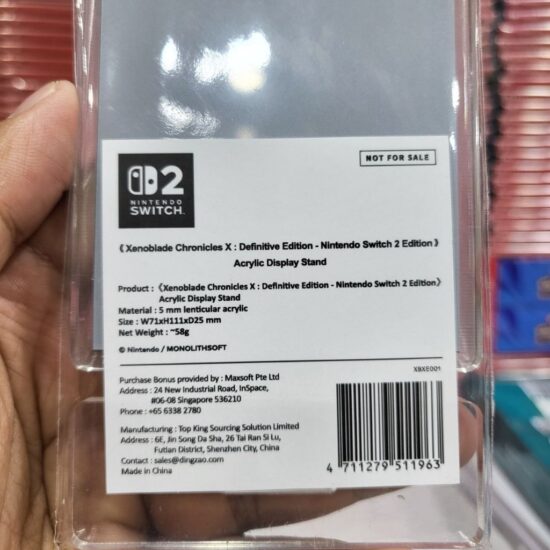 NOT FOR SALE
2
NINTENDO
SWITCH
《Xenoblade Chronicles X : Definitive Edition - Nintendo Switch 2 Edition》
Acrylic Display Stand
Product : 《Xenoblade Chronicles X : Definitive Edition - Nintendo Switch 2 Edition》
Acrylic Display Stand
Material : 5 mm lenticular acrylic
Size : W71xH111xD25 mm
Net Weight : ~58g
© Nintendo / MONOLITHSOFT
XBXE001
Purchase Bonus provided by : Maxsoft Pte Ltd
Address : 24 New Industrial Road, InSpace,
#06-08 Singapore 536210
Phone : +65 6338 2780
Manufacturing : Top King Sourcing Solution Limited
Address : 6E, Jin Song Da Sha, 26 Tai Ran Si Lu,
Futian District, Shenzhen City, China
Contact : sales@dingzao.com
Made in China
4 711279 511963